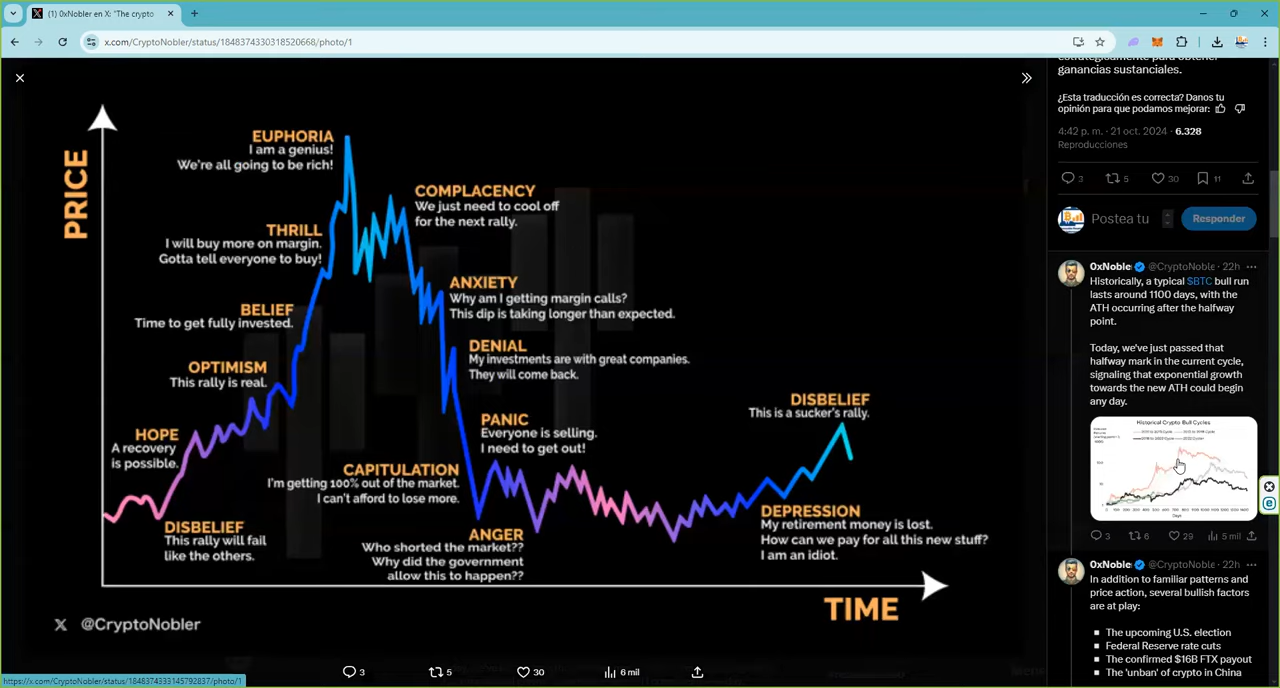 (1) 0xNobler en X: "The crypto
x.com/CryptoNobler/status/1848374330318520668/photo/1
PRICE
EUPHORIA
I am a genius!
We're all going to be rich!
COMPLACENCY
We just need to cool off
for the next rally.
THRILL
I will buy more on margin.
Gotta tell everyone to buy!
ANXIETY
Why am I getting margin calls?
This dip is taking longer than expected.
BELIEF
Time to get fully invested.
DENIAL
My investments are with great companies.
They will come back.
OPTIMISM
This rally is real.
DISBELIEF
This is a sucker's rally.
PANIC
Everyone is selling.
I need to get out!
HOPE
A recovery
is possible.
CAPITULATION
I'm getting 100% out of the market.
I can't afford to lose more.
DISBELIEF
This rally will fail
like the others.
ANGER
Who shorted the market??
Why did the government
allow this to happen??
DEPRESSION
My retirement money is lost.
How can we pay for all this new stuff?
I am an idiot.
TIME
X @CryptoNobler
3 5 30 6 mil
https://x.com/CryptoNobler/status/1848374333145792837/photo/1
estratégicamente para obtener
ganancias sustanciales.
¿Esta traducción es correcta? Danos tu
opinión para que podamos mejorar:
4:42 p. m. · 21 oct. 2024 · 6.328
Reproducciones
3 5 30 11
Postea tu
Responder
0xNobler @CryptoNoble · 22h
Historically, a typical $BTC bull run
lasts around 1100 days, with the
ATH occurring after the halfway
point.
Today, we've just passed that
halfway mark in the current cycle,
signaling that exponential growth
towards the new ATH could begin
any day.
Historical Crypto Bull Cycles
Days
3 6 29 5 mil
0xNobler @CryptoNoble · 22h
In addition to familiar patterns and
price action, several bullish factors
are at play:
▪ The upcoming U.S. election
▪ Federal Reserve rate cuts
▪ The confirmed $16B FTX payout
▪ The 'unban' of crypto in China